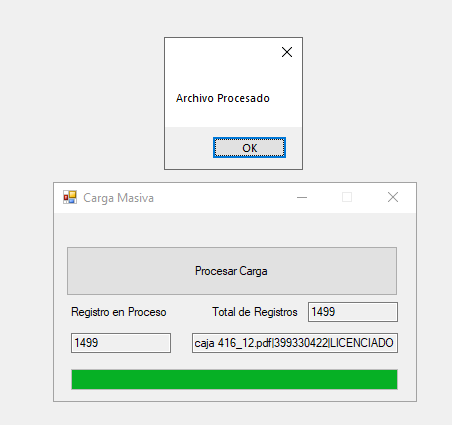 Archivo Procesado
OK
Carga Masiva
Procesar Carga
Registro en Proceso
Total de Registros
1499
1499
caja 416_12.pdf|399330422|LICENCIADO